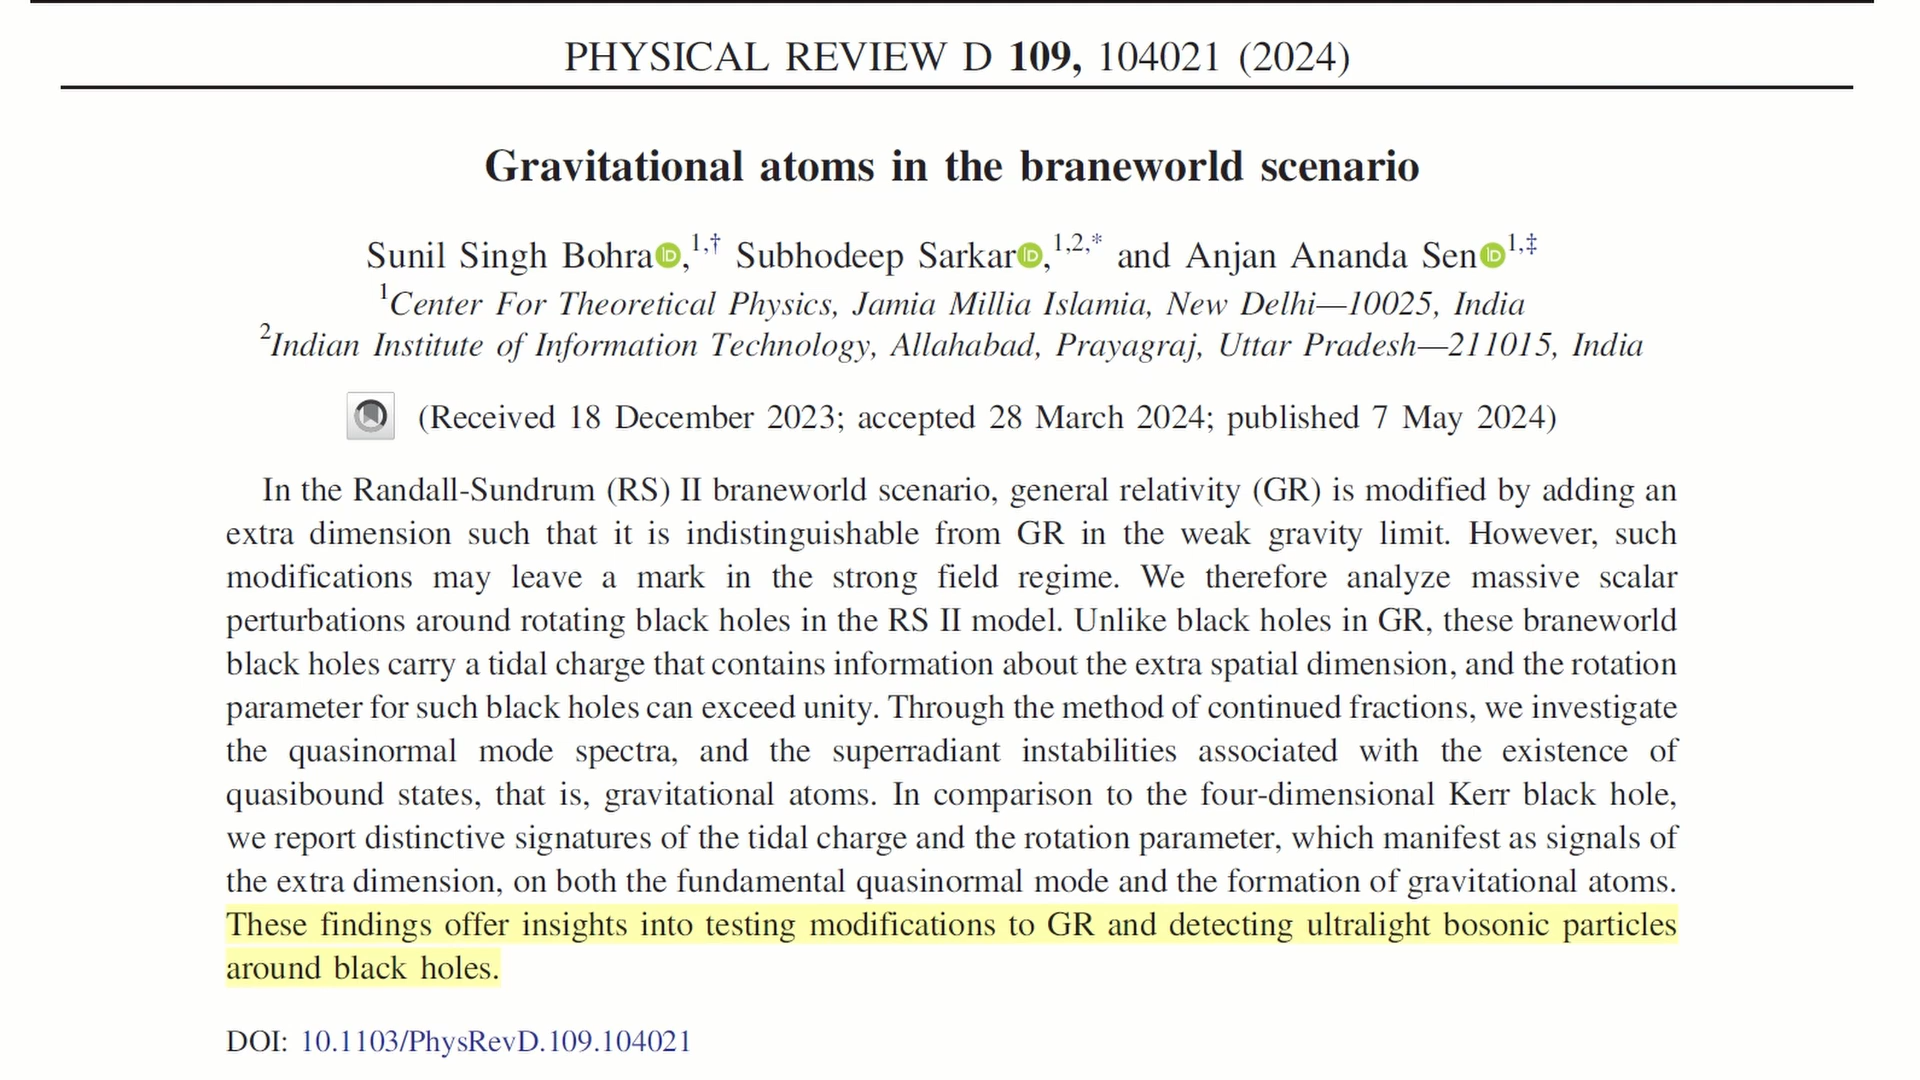 PHYSICAL REVIEW D 109, 104021 (2024)
Gravitational atoms in the braneworld scenario
Sunil Singh Bohra iD,1,† Subhodeep Sarkar iD,1,2,* and Anjan Ananda Sen iD 1,‡
1Center For Theoretical Physics, Jamia Millia Islamia, New Delhi—10025, India
2Indian Institute of Information Technology, Allahabad, Prayagraj, Uttar Pradesh—211015, India
(Received 18 December 2023; accepted 28 March 2024; published 7 May 2024)
In the Randall-Sundrum (RS) II braneworld scenario, general relativity (GR) is modified by adding an
extra dimension such that it is indistinguishable from GR in the weak gravity limit. However, such
modifications may leave a mark in the strong field regime. We therefore analyze massive scalar
perturbations around rotating black holes in the RS II model. Unlike black holes in GR, these braneworld
black holes carry a tidal charge that contains information about the extra spatial dimension, and the rotation
parameter for such black holes can exceed unity. Through the method of continued fractions, we investigate
the quasinormal mode spectra, and the superradiant instabilities associated with the existence of
quasibound states, that is, gravitational atoms. In comparison to the four-dimensional Kerr black hole,
we report distinctive signatures of the tidal charge and the rotation parameter, which manifest as signals of
the extra dimension, on both the fundamental quasinormal mode and the formation of gravitational atoms.
These findings offer insights into testing modifications to GR and detecting ultralight bosonic particles
around black holes.
DOI: 10.1103/PhysRevD.109.104021